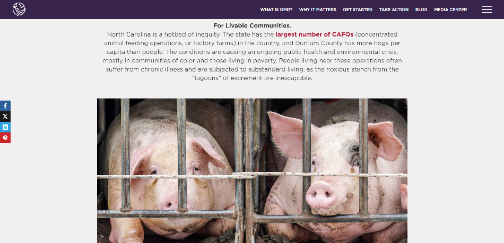 WHAT IS GFE? WHY IT MATTERS GET STARTED TAKE ACTION BLOG MEDIA CENTER
For Livable Communities.
North Carolina is a hotbed of inequity. The state has the largest number of CAFOs (concentrated
animal feeding operations, or factory farms) in the country, and Durham County has more hogs per
capita than people. The conditions are causing an ongoing public health and environmental crisis,
mostly in communities of color and those living in poverty. People living near these operations often
suffer from chronic illness and are subjected to substandard living, as the noxious stench from the
"lagoons" of excrement are inescapable.